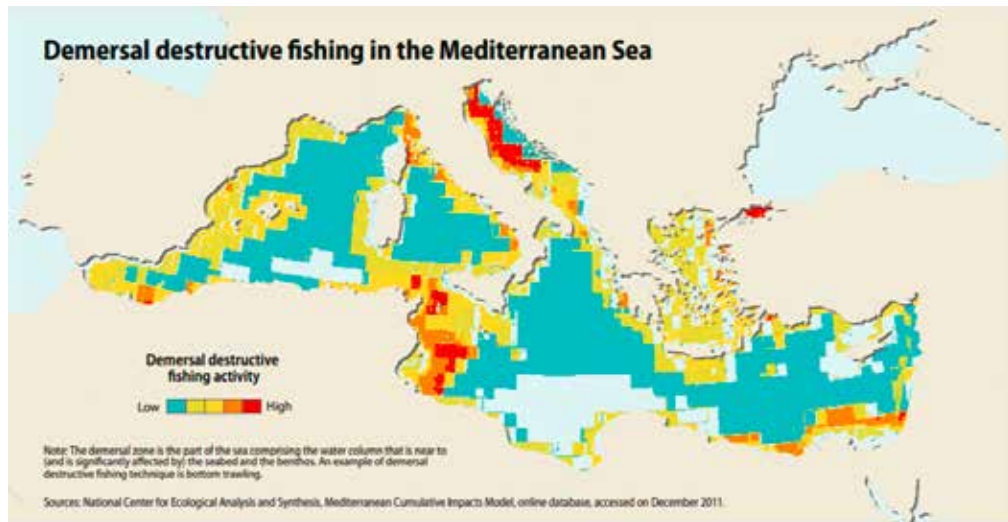 Demersal destructive fishing in the Mediterranean Sea
Demersal destructive
fishing activity
Low High
Note: The demersal zone is the part of the sea comprising the water column that is near to
(and is significantly affected by) the seabed and the benthos. An example of demersal
destructive fishing technique is bottom trawling.
Sources: National Center for Ecological Analysis and Synthesis, Mediterranean Cumulative Impacts Model, online database, accessed on December 2011.